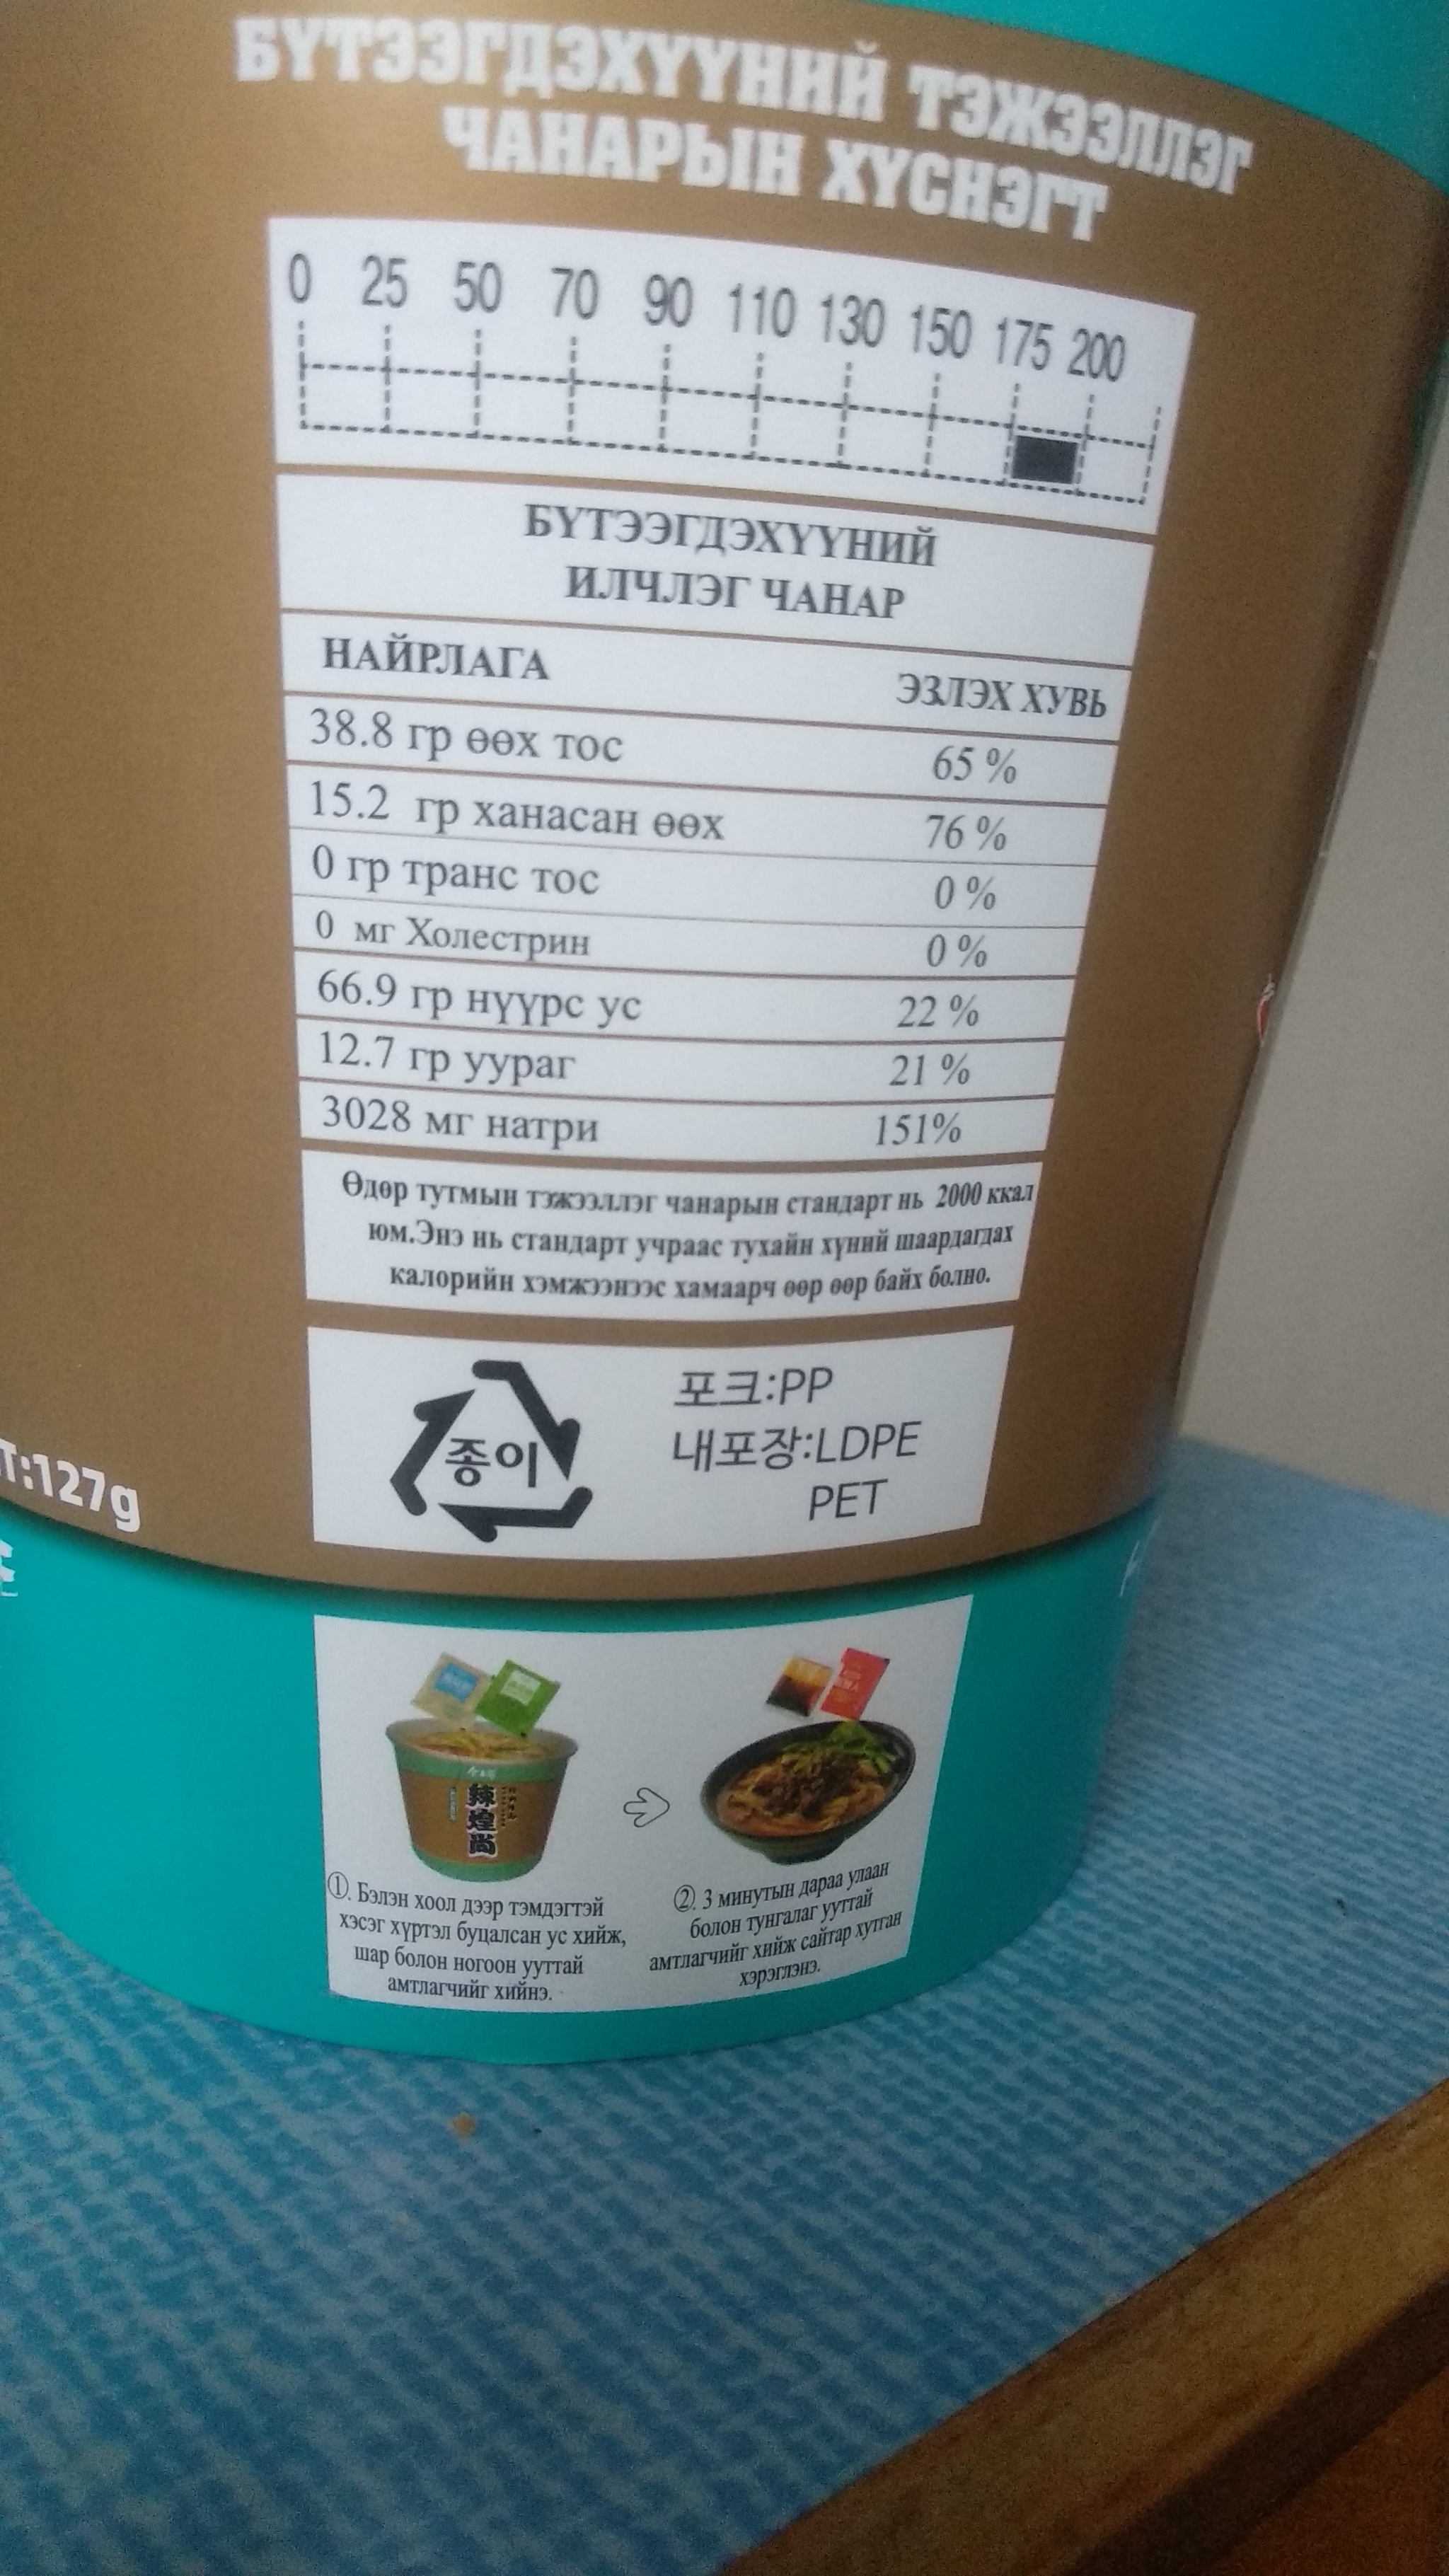 БҮТЭЭГДЭХҮҮНИЙ ТЭЖЭЭЛЛЭГ
ЧАНАРЫН ХҮСНЭГТ
0 25 50 70 90 110 130 150 175 200
БҮТЭЭГДЭХҮҮНИЙ
ИЛЧЛЭГ ЧАНАР
НАЙРЛАГА ЭЗЛЭХ ХУВЬ
38.8 гр өөх тос 65 %
15.2 гр ханасан өөх 76 %
0 гр транс тос 0 %
0 мг Холестрин 0 %
66.9 гр нүүрс ус 22 %
12.7 гр уураг 21 %
3028 мг натри 151%
Өдөр тутмын тэжээллэг чанарын стандарт нь 2000 ккал
юм.Энэ нь стандарт учраас тухайн хүний шаардагдах
калорийн хэмжээнээс хамаарч өөр өөр байх болно.
종이
포크:PP
내포장:LDPE
PET
T:127g
辣煌尚
①. Бэлэн хоол дээр тэмдэгтэй
хэсэг хүртэл буцалсан ус хийж,
шар болон ногоон ууттай
амтлагчийг хийнэ.
②. 3 минутын дараа улаан
болон тунгалаг ууттай
амтлагчийг хийж сайтар хутган
хэрэглэнэ.